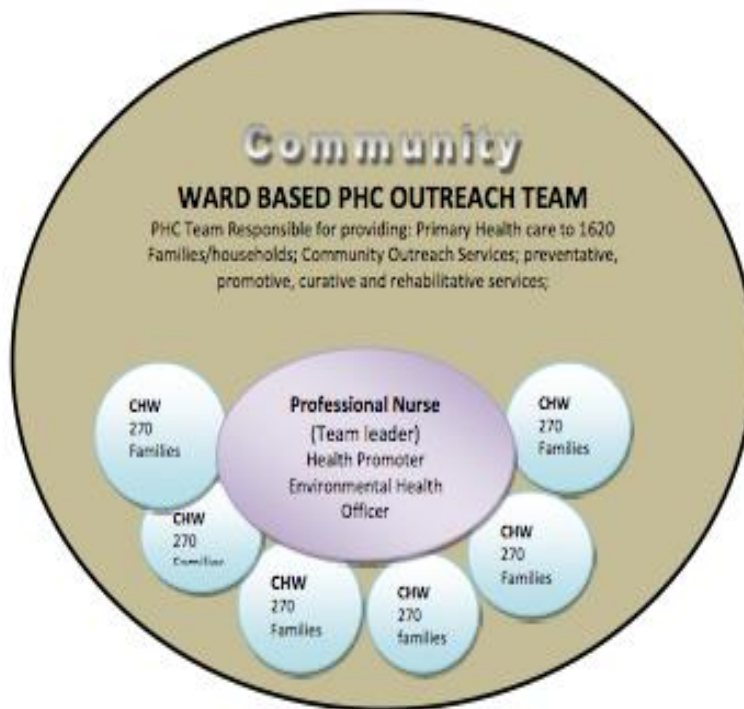 Community
WARD BASED PHC OUTREACH TEAM
PHC Team Responsible for providing: Primary Health care to 1620
Families/households; Community Outreach Services; preventative,
promotive, curative and rehabilitative services;
Professional Nurse
(Team leader)
Health Promoter
Environmental Health
Officer
CHW
270
Families
CHW
270
Families
CHW
270
Families
CHW
270
families
CHW
270
Families
CHW
270
Families